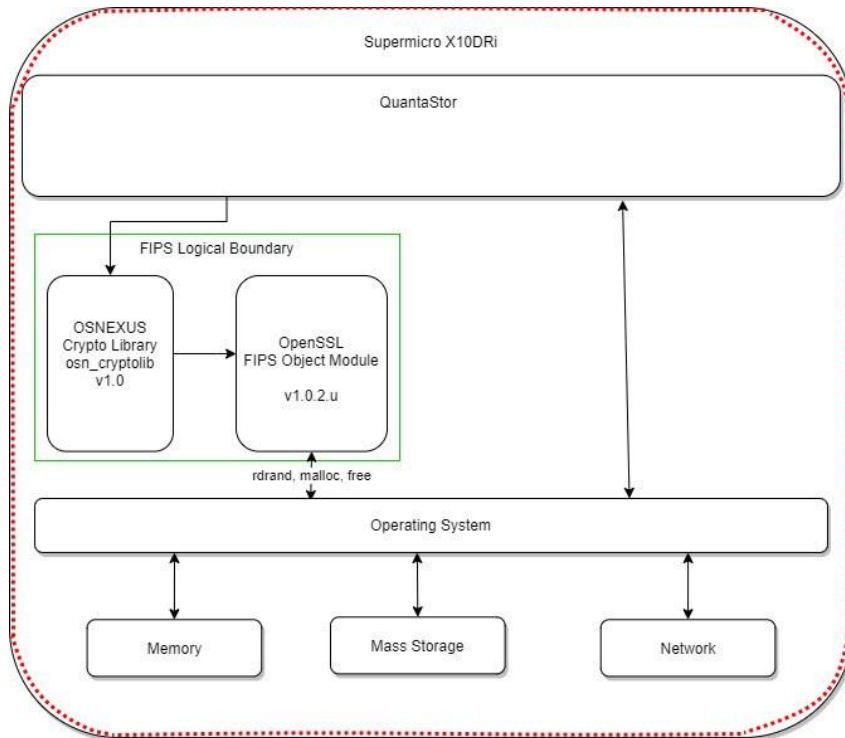 Supermicro X10DRi
QuantaStor
FIPS Logical Boundary
OSNEXUS
Crypto Library
osn_cryptolib
v1.0
OpenSSL
FIPS Object Module
v1.0.2.u
rdrand, malloc, free
Operating System
Memory
Mass Storage
Network